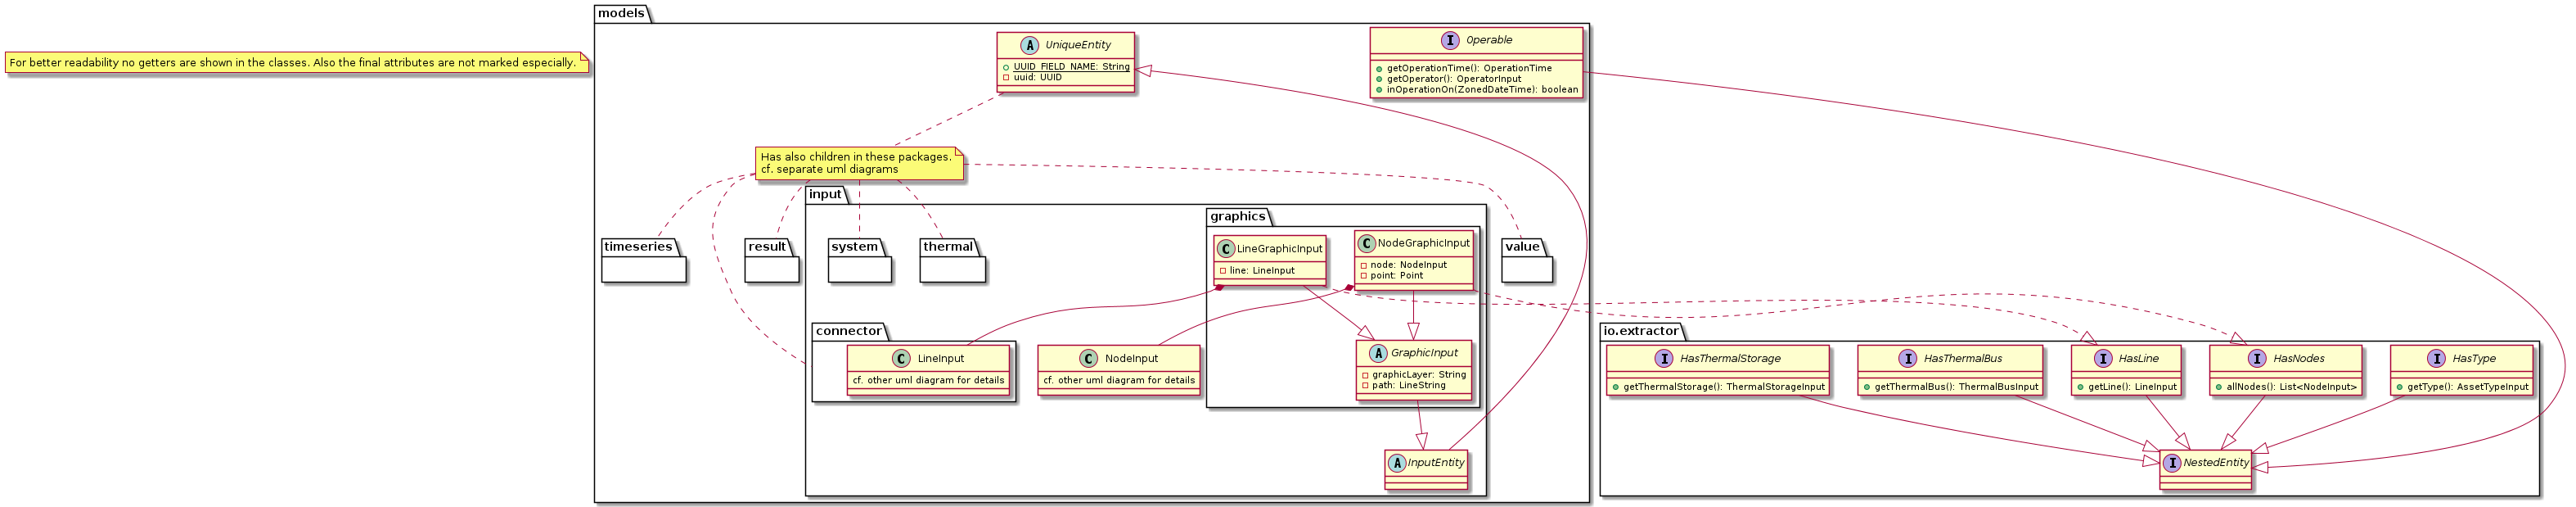 models
For better readability no getters are shown in the classes. Also the final attributes are not marked especially.
A UniqueEntity
UUID_FIELD_NAME: String
uuid: UUID
I Operable
getOperationTime(): OperationTime
getOperator(): OperatorInput
inOperationOn(ZonedDateTime): boolean
Has also children in these packages.
cf. separate uml diagrams
input
graphics
timeseries
result
system
thermal
value
C LineGraphicInput
line: LineInput
C NodeGraphicInput
node: NodeInput
point: Point
connector
C LineInput
cf. other uml diagram for details
C NodeInput
cf. other uml diagram for details
A GraphicInput
graphicLayer: String
path: LineString
A InputEntity
io.extractor
I HasThermalStorage
getThermalStorage(): ThermalStorageInput
I HasThermalBus
getThermalBus(): ThermalBusInput
I HasLine
getLine(): LineInput
I HasNodes
allNodes(): List<NodeInput>
I HasType
getType(): AssetTypeInput
I NestedEntity